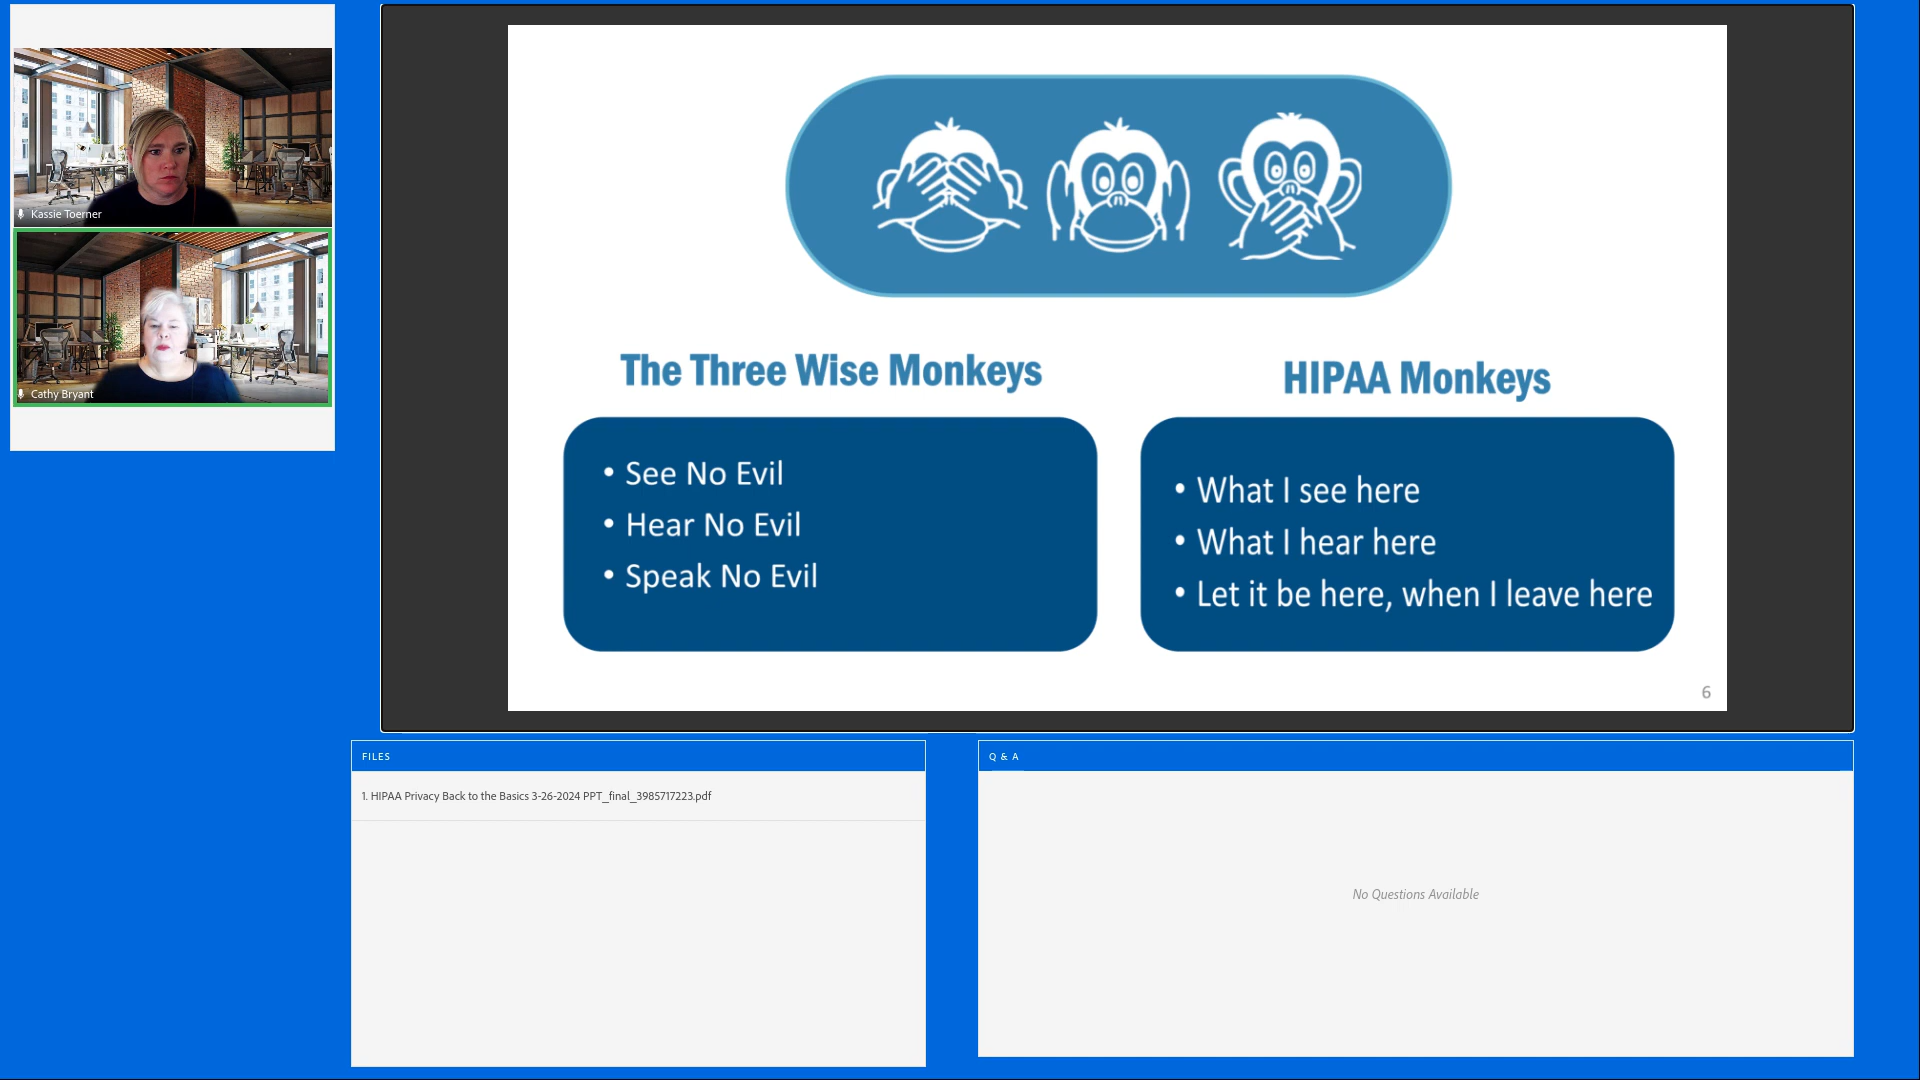 Kassie Toerner
Cathy Bryant
The Three Wise Monkeys
• See No Evil
• Hear No Evil
• Speak No Evil
HIPAA Monkeys
• What I see here
• What I hear here
• Let it be here, when I leave here
6
FILES
1. HIPAA Privacy Back to the Basics 3-26-2024 PPT_final_3985717223.pdf
Q & A
No Questions Available